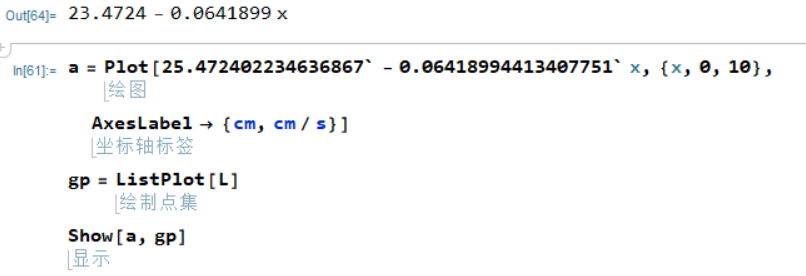 Out[64]= 23.4724 - 0.0641899 x
In[61]:= a = Plot[25.472402234636867` - 0.06418994413407751` x, {x, 0, 10},
绘图
AxesLabel → {cm, cm / s}]
坐标轴标签
gp = ListPlot[L]
绘制点集
Show[a, gp]
显示